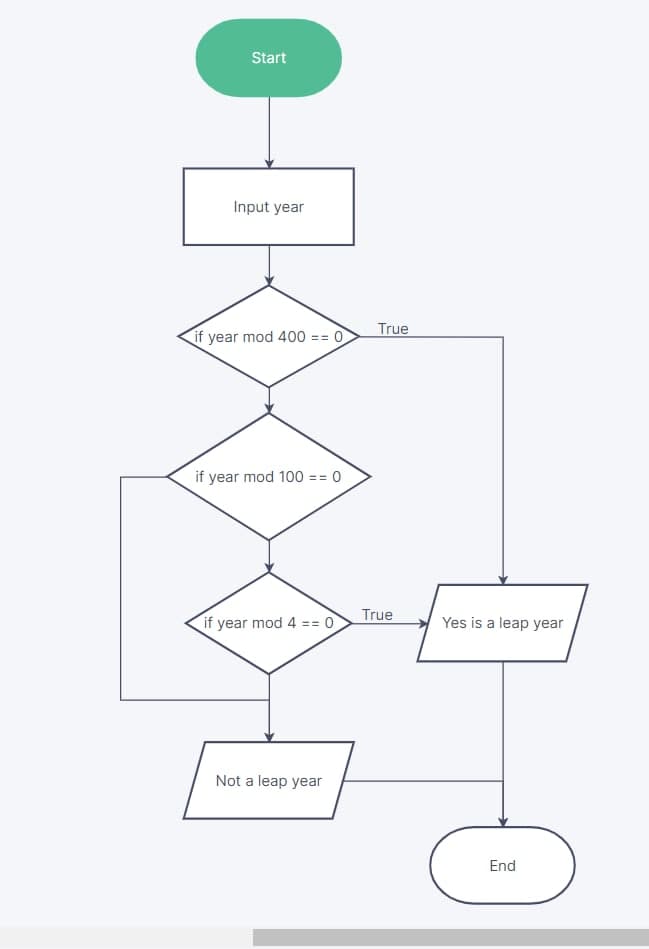 Start
Input year
if year mod 400 == 0
True
if year mod 100 == 0
if year mod 4 == 0
True
Yes is a leap year
Not a leap year
End